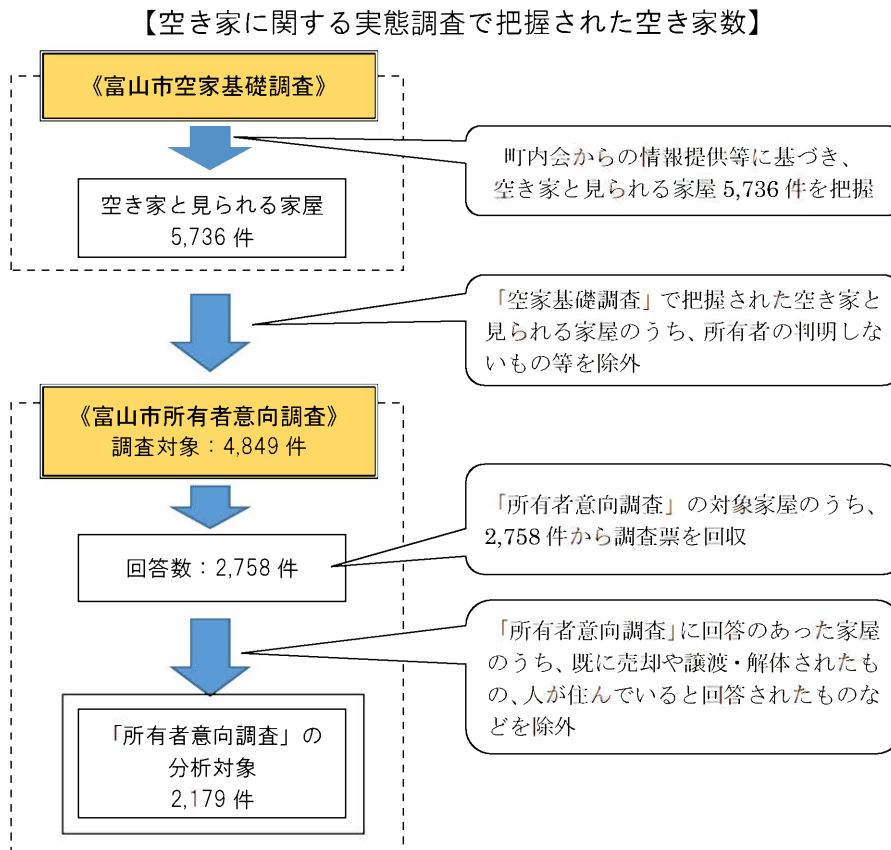 【空き家に関する実態調査で把握された空き家数】
《富山市空家基礎調査》
町内会からの情報提供等に基づき、
空き家と見られる家屋 5,736 件を把握
空き家と見られる家屋
5,736 件
「空家基礎調査」で把握された空き家と
見られる家屋のうち、所有者の判明しな
いもの等を除外
《富山市所有者意向調査》
調査対象：4,849 件
「所有者意向調査」の対象家屋のうち、
2,758 件から調査票を回収
回答数：2,758 件
「所有者意向調査」に回答のあった家屋
のうち、既に売却や譲渡・解体されたも
の、人が住んでいると回答されたものな
どを除外
「所有者意向調査」の
分析対象
2,179 件